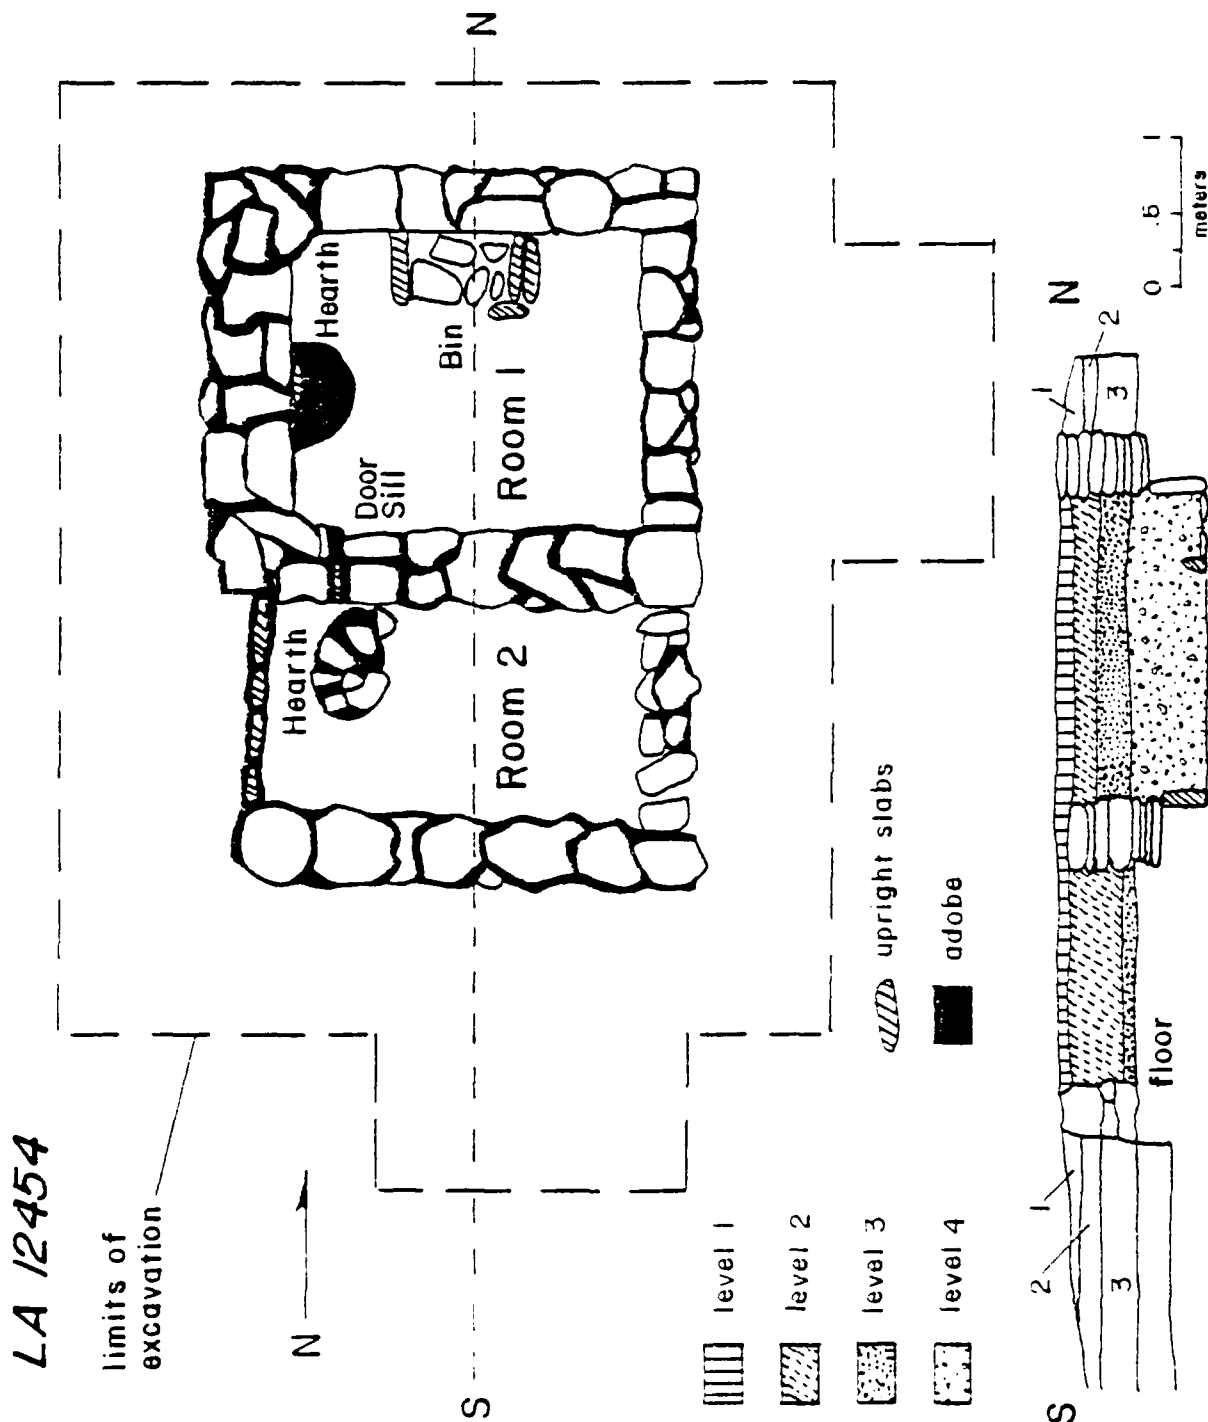 LA 12454
limits of
excavation
N
S
N
Hearth
Hearth
Door
Sill
Bin
Room 2
Room 1
upright slabs
adobe
level 1
level 2
level 3
level 4
S
N
1
2
3
floor
1
2
3
0 .5 1
meters